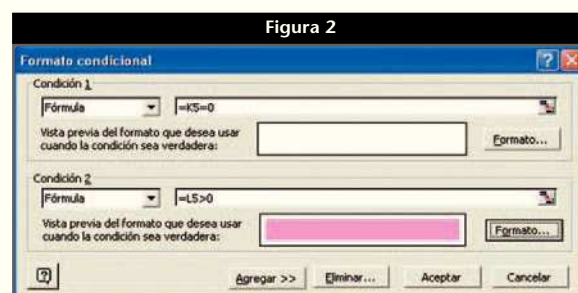 Figura 2
Formato condicional
Condición 1
Fórmula
=K5=0
Vista previa del formato que desea usar
cuando la condición sea verdadera:
Formato...
Condición 2
Fórmula
=L5>0
Vista previa del formato que desea usar
cuando la condición sea verdadera:
Formato...
Agregar >>
Eliminar...
Aceptar
Cancelar